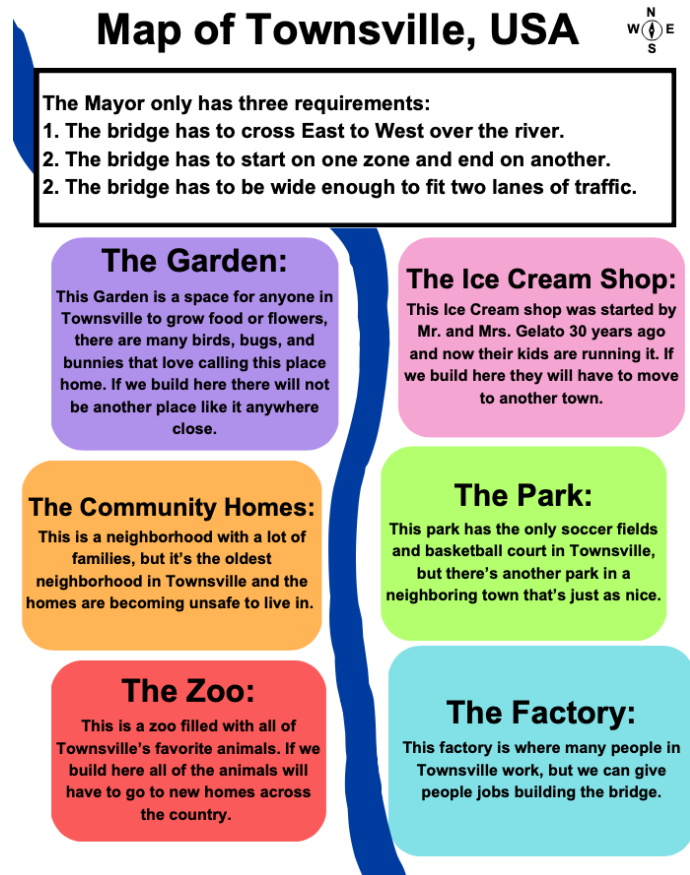 Map of Townsville, USA
N
W E
S
The Mayor only has three requirements:
1. The bridge has to cross East to West over the river.
2. The bridge has to start on one zone and end on another.
2. The bridge has to be wide enough to fit two lanes of traffic.
The Garden:
This Garden is a space for anyone in
Townsville to grow food or flowers,
there are many birds, bugs, and
bunnies that love calling this place
home. If we build here there will not
be another place like it anywhere
close.
The Ice Cream Shop:
This Ice Cream shop was started by
Mr. and Mrs. Gelato 30 years ago
and now their kids are running it. If
we build here they will have to move
to another town.
The Community Homes:
This is a neighborhood with a lot of
families, but it's the oldest
neighborhood in Townsville and the
homes are becoming unsafe to live in.
The Park:
This park has the only soccer fields
and basketball court in Townsville,
but there's another park in a
neighboring town that's just as nice.
The Zoo:
This is a zoo filled with all of
Townsville's favorite animals. If we
build here all of the animals will
have to go to new homes across
the country.
The Factory:
This factory is where many people in
Townsville work, but we can give
people jobs building the bridge.